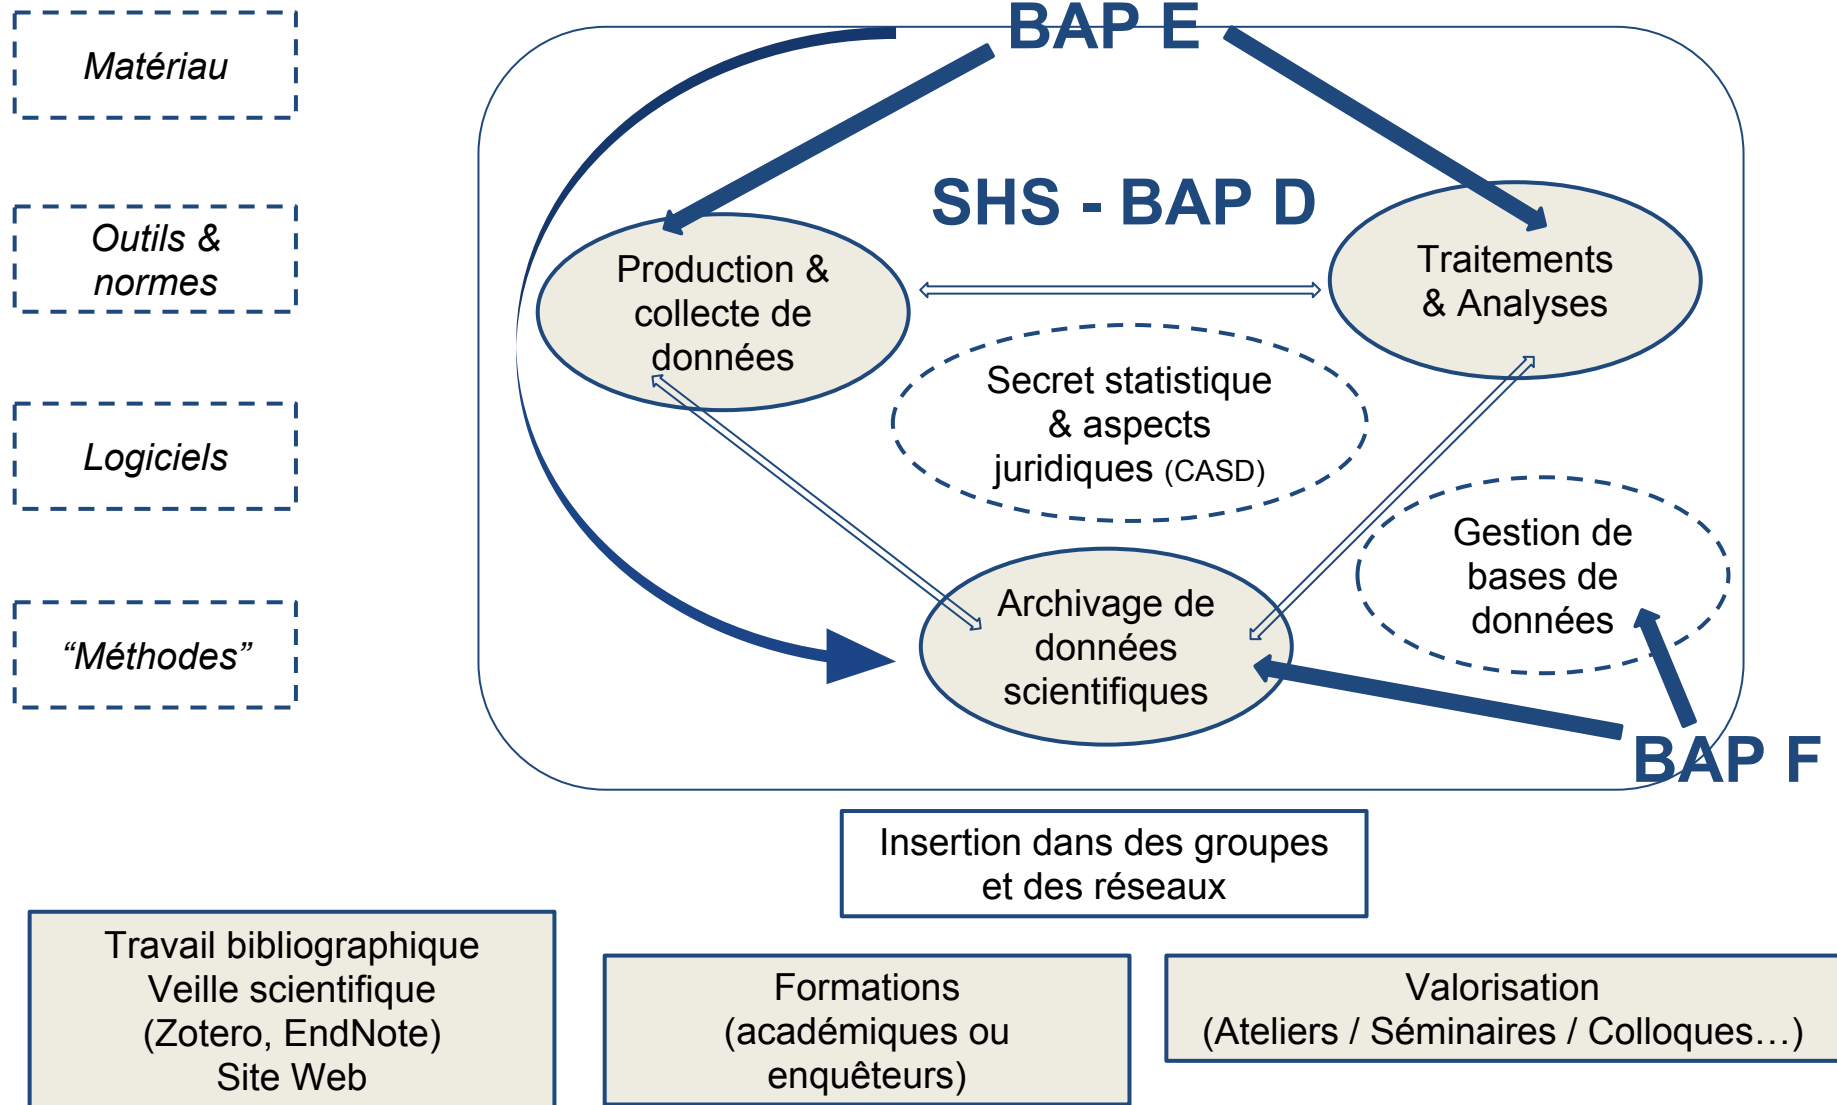 Matériau
Outils &
normes
Logiciels
“Méthodes”
BAP E
SHS - BAP D
Production &
collecte de
données
Traitements
& Analyses
Secret statistique
& aspects
juridiques (CASD)
Gestion de
bases de
données
Archivage de
données
scientifiques
BAP F
Insertion dans des groupes
et des réseaux
Travail bibliographique
Veille scientifique
(Zotero, EndNote)
Site Web
Formations
(académiques ou
enquêteurs)
Valorisation
(Ateliers / Séminaires / Colloques…)